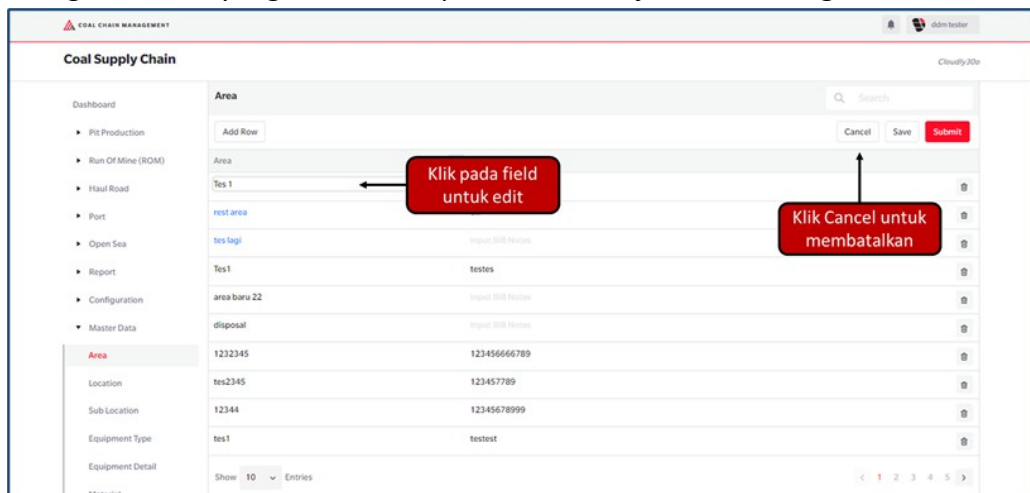 COAL CHAIN MANAGEMENT
ddm tester
Coal Supply Chain
Cloudly30o
Dashboard
Pit Production
Run Of Mine (ROM)
Haul Road
Port
Open Sea
Report
Configuration
Master Data
Area
Location
Sub Location
Equipment Type
Equipment Detail
Area
Search
Add Row
Cancel Save Submit
Area
Tes 1
Klik pada field
untuk edit
Klik Cancel untuk
membatalkan
rest area
tes lagi Input BIB Notes
Tes1 testes
area baru 22 Input BIB Notes
disposal Input BIB Notes
1232345 123456666789
tes2345 123457789
12344 12345678999
tes1 testest
Show 10 Entries
< 1 2 3 4 5 >